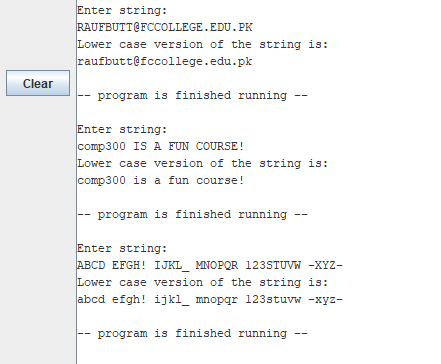 Enter string:
RAUFBUTT@FCCOLLEGE.EDU.PK
Lower case version of the string is:
raufbutt@fccollege.edu.pk
-- program is finished running --
Clear
Enter string:
comp300 IS A FUN COURSE!
Lower case version of the string is:
comp300 is a fun course!
-- program is finished running --
Enter string:
ABCD EFGH! IJKL_ MNOPQR 123STUVW -XYZ-
Lower case version of the string is:
abcd efgh! ijkl_ mnopqr 123stuvw -xyz-
-- program is finished running --